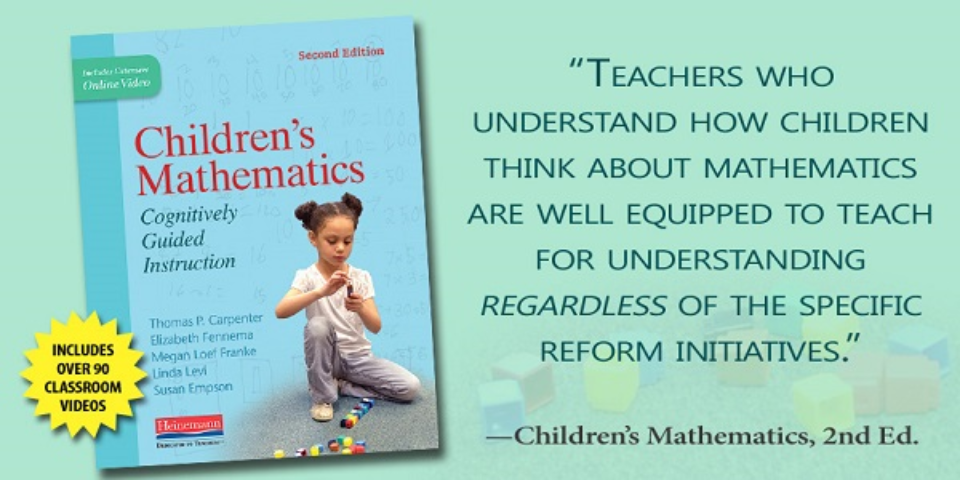 Includes Extensive
Online Video
Second Edition
Children's
Mathematics
Cognitively
Guided
Instruction
Thomas P. Carpenter
Elizabeth Fennema
Megan Loef Franke
Linda Levi
Susan Empson
Heinemann
INCLUDES
OVER 90
CLASSROOM
VIDEOS
“TEACHERS WHO
UNDERSTAND HOW CHILDREN
THINK ABOUT MATHEMATICS
ARE WELL EQUIPPED TO TEACH
FOR UNDERSTANDING
REGARDLESS OF THE SPECIFIC
REFORM INITIATIVES.”
—Children's Mathematics, 2nd Ed.